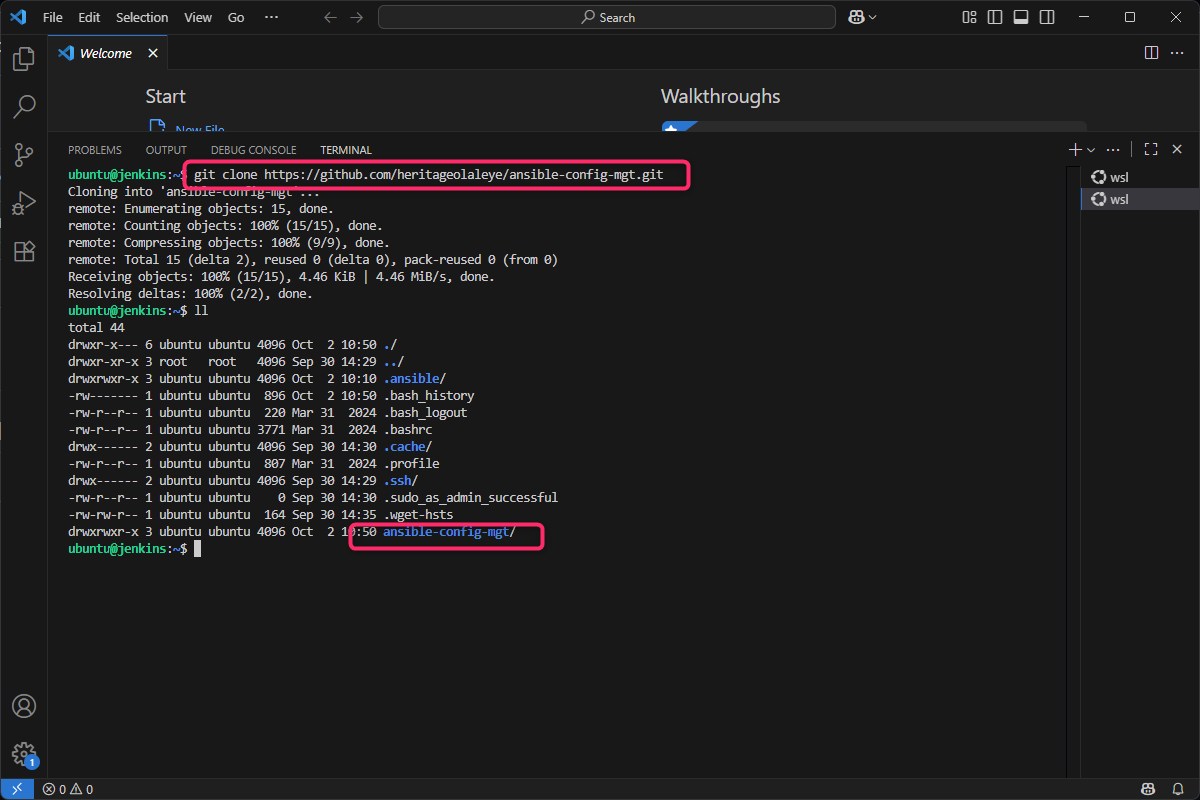 File Edit Selection View Go ··· Search
Welcome
Start Walkthroughs
New File
PROBLEMS OUTPUT DEBUG CONSOLE TERMINAL
ubuntu@jenkins:~$ git clone https://github.com/heritageolaleye/ansible-config-mgt.git
Cloning into 'ansible-config-mgt'...
remote: Enumerating objects: 15, done.
remote: Counting objects: 100% (15/15), done.
remote: Compressing objects: 100% (9/9), done.
remote: Total 15 (delta 2), reused 0 (delta 0), pack-reused 0 (from 0)
Receiving objects: 100% (15/15), 4.46 KiB | 4.46 MiB/s, done.
Resolving deltas: 100% (2/2), done.
ubuntu@jenkins:~$ ll
total 44
drwxr-x--- 6 ubuntu ubuntu 4096 Oct  2 10:50 ./
drwxr-xr-x 3 root   root   4096 Sep 30 14:29 ../
drwxrwxr-x 3 ubuntu ubuntu 4096 Oct  2 10:10 .ansible/
-rw------- 1 ubuntu ubuntu  896 Oct  2 10:50 .bash_history
-rw-r--r-- 1 ubuntu ubuntu  220 Mar 31  2024 .bash_logout
-rw-r--r-- 1 ubuntu ubuntu 3771 Mar 31  2024 .bashrc
drwx------ 2 ubuntu ubuntu 4096 Sep 30 14:30 .cache/
-rw-r--r-- 1 ubuntu ubuntu  807 Mar 31  2024 .profile
drwx------ 2 ubuntu ubuntu 4096 Sep 30 14:29 .ssh/
-rw-r--r-- 1 ubuntu ubuntu    0 Sep 30 14:30 .sudo_as_admin_successful
-rw-rw-r-- 1 ubuntu ubuntu  164 Sep 30 14:35 .wget-hsts
drwxrwxr-x 3 ubuntu ubuntu 4096 Oct  2 10:50 ansible-config-mgt/
ubuntu@jenkins:~$
wsl
wsl
1
0 0